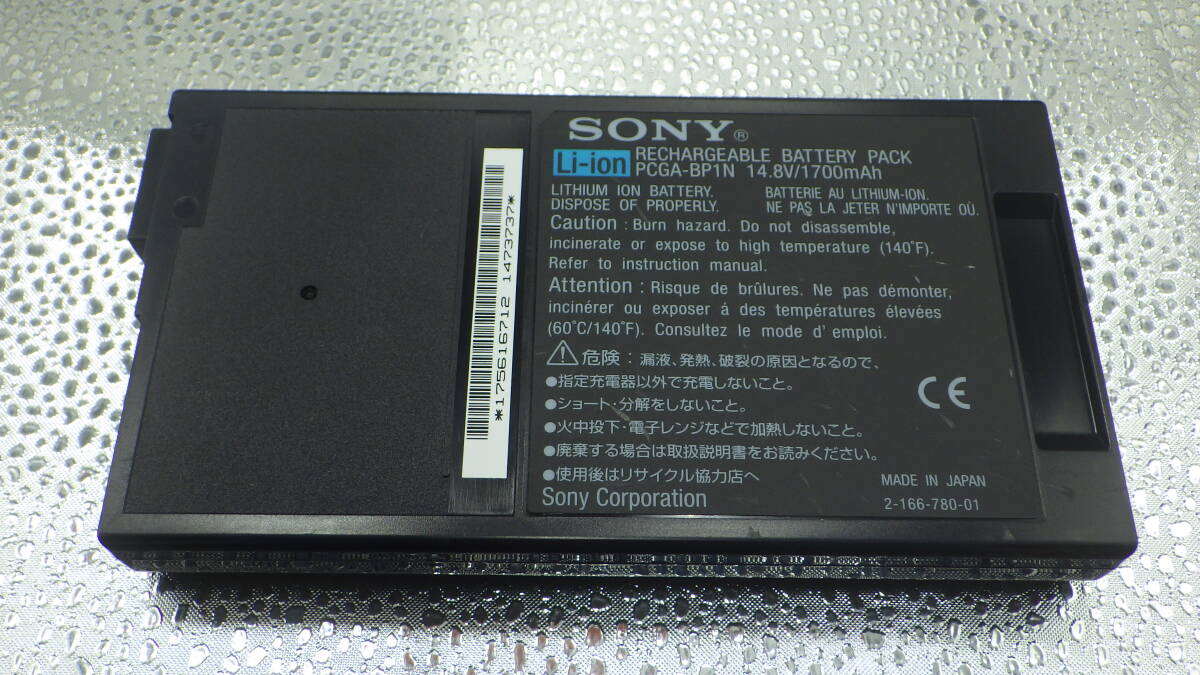 SONY®
Li-ion RECHARGEABLE BATTERY PACK
PCGA-BP1N 14.8V/1700mAh
LITHIUM ION BATTERY.
DISPOSE OF PROPERLY.
BATTERIE AU LITHIUM-ION.
NE PAS LA JETER N'IMPORTE OÙ.
Caution : Burn hazard. Do not disassemble,
incinerate or expose to high temperature (140°F).
Refer to instruction manual.
Attention : Risque de brûlures. Ne pas démonter,
incinérer ou exposer à des températures élevées
(60°C/140°F). Consultez le mode d' emploi.
危険：漏液、発熱、破裂の原因となるので、
●指定充電器以外で充電しないこと。
●ショート・分解をしないこと。
●火中投下・電子レンジなどで加熱しないこと。
●廃棄する場合は取扱説明書をお読みください。
●使用後はリサイクル協力店へ
Sony Corporation
CE
MADE IN JAPAN
2-166-780-01
*175616712 1473737*